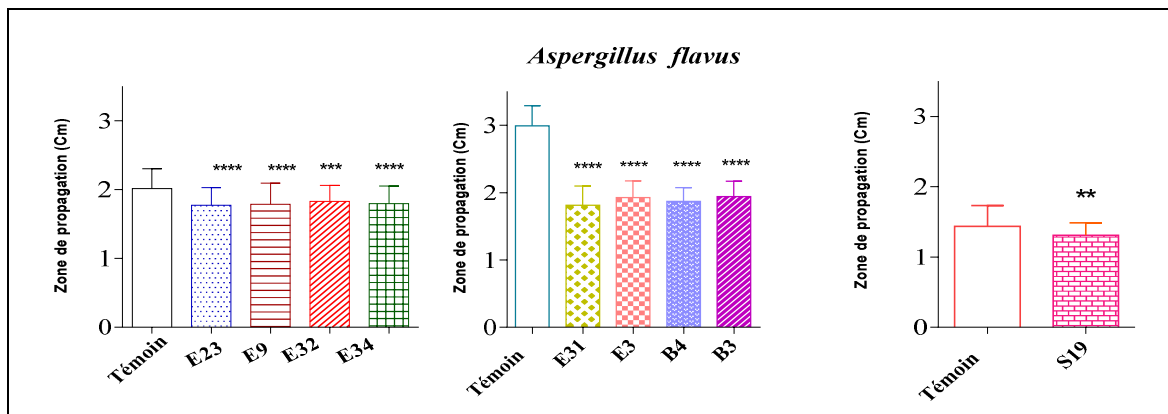 Aspergillus flavus
Zone de propagation (Cm)
3
2
1
0
**** **** *** ****
Témoin E23 E9 E32 E34
Zone de propagation (Cm)
3
2
1
0
**** **** **** ****
Témoin E31 E3 B4 B3
Zone de propagation (Cm)
3
2
1
0
**
Témoin S19